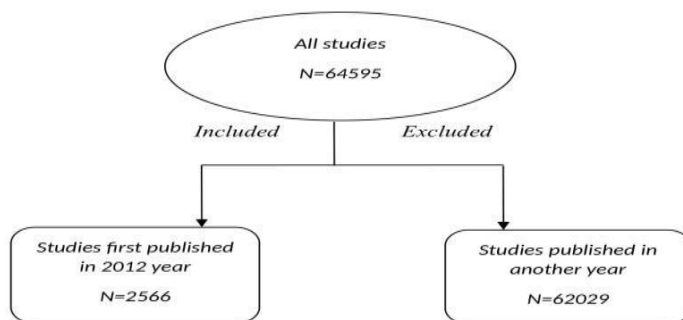 All studies
N=64595
Included
Excluded
Studies first published
in 2012 year
N=2566
Studies published in
another year
N=62029